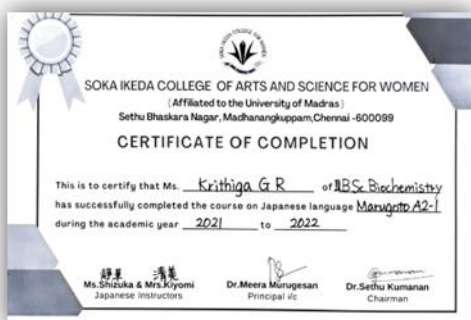 SOKA IKEDA COLLEGE OF ARTS AND SCIENCE FOR WOMEN
(Affiliated to the University of Madras)
Sethu Bhaskara Nagar, Madhanangkuppam,Chennai -600099
CERTIFICATE OF COMPLETION
This is to certify that Ms. Krithiga G R of IIBSc Biochemistry
has successfully completed the course on Japanese language Marugoto A2-1
during the academic year 2021 to 2022
Ms.Shizuka & Mrs.Kiyomi
Japanese Instructors
Dr.Meera Murugesan
Principal i/c
Dr.Sethu Kumanan
Chairman